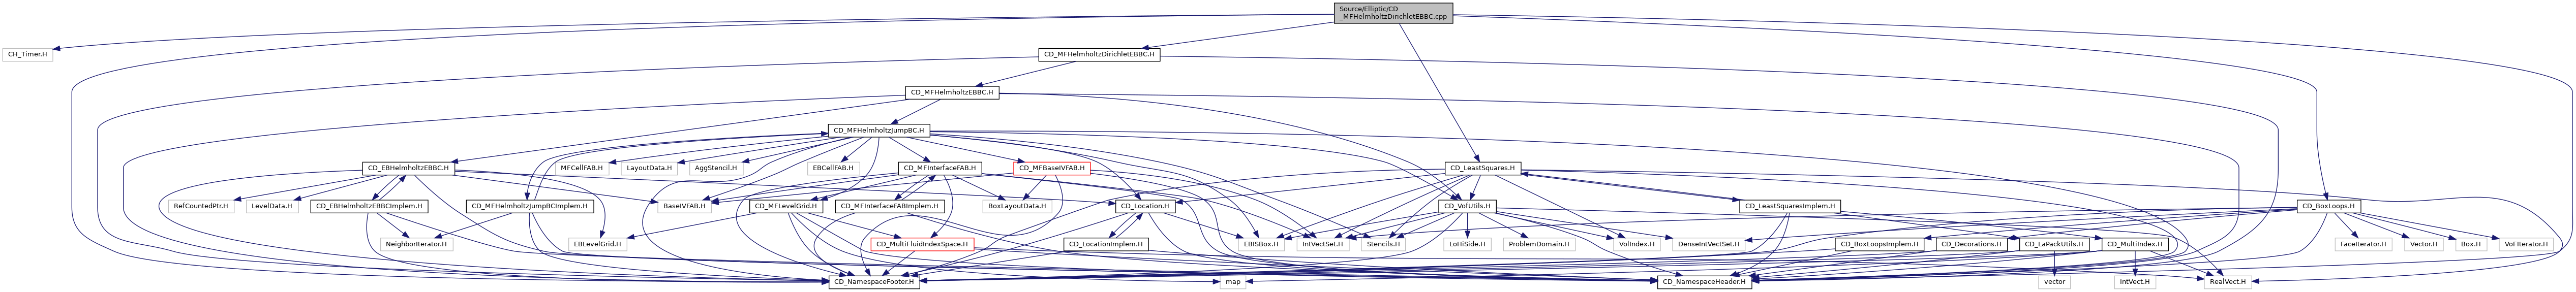 Source/Elliptic/CD
_MFHelmholtzDirichletEBBC.cpp
CH_Timer.H
CD_MFHelmholtzDirichletEBBC.H
CD_MFHelmholtzEBBC.H
CD_MFHelmholtzJumpBC.H
CD_EBHelmholtzEBBC.H
MFCellFAB.H
LayoutData.H
AggStencil.H
EBCellFAB.H
CD_MFInterfaceFAB.H
CD_MFBaseIVFAB.H
CD_LeastSquares.H
RefCountedPtr.H
LevelData.H
CD_EBHelmholtzEBBCImplem.H
CD_MFHelmholtzJumpBCImplem.H
BaseIVFAB.H
CD_MFLevelGrid.H
CD_MFInterfaceFABImplem.H
BoxLayoutData.H
CD_Location.H
CD_VofUtils.H
CD_LeastSquaresImplem.H
CD_BoxLoops.H
NeighborIterator.H
EBLevelGrid.H
CD_MultiFluidIndexSpace.H
CD_LocationImplem.H
EBISBox.H
IntVectSet.H
Stencils.H
LoHiSide.H
ProblemDomain.H
VolIndex.H
DenseIntVectSet.H
CD_BoxLoopsImplem.H
CD_Decorations.H
CD_LaPackUtils.H
CD_MultiIndex.H
FaceIterator.H
Vector.H
Box.H
VoFIterator.H
CD_NamespaceFooter.H
map
CD_NamespaceHeader.H
vector
IntVect.H
RealVect.H